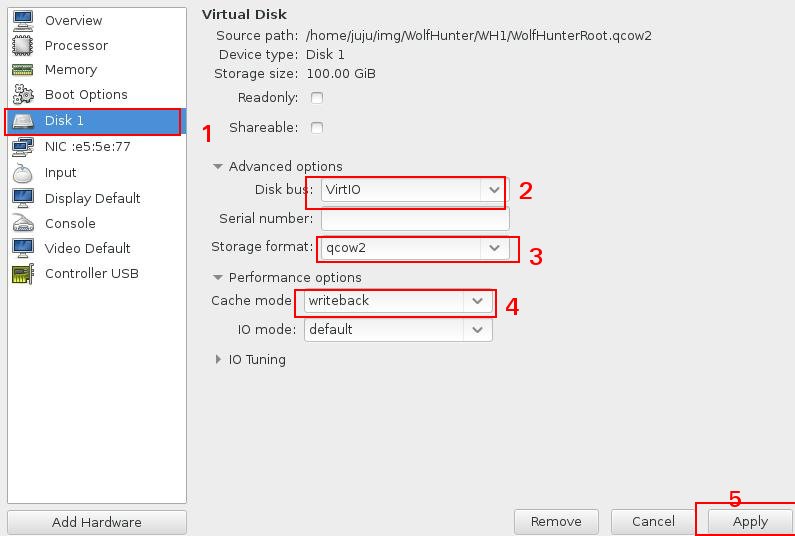 Overview
Processor
Memory
Boot Options
Disk 1
NIC :e5:5e:77
Input
Display Default
Console
Video Default
Controller USB
Add Hardware
Virtual Disk
Source path: /home/juju/img/WolfHunter/WH1/WolfHunterRoot.qcow2
Device type: Disk 1
Storage size: 100.00 GiB
Readonly:
1 Shareable:
Advanced options
Disk bus: VirtIO 2
Serial number:
Storage format: qcow2 3
Performance options
Cache mode: writeback 4
IO mode: default
IO Tuning
5
Remove Cancel Apply